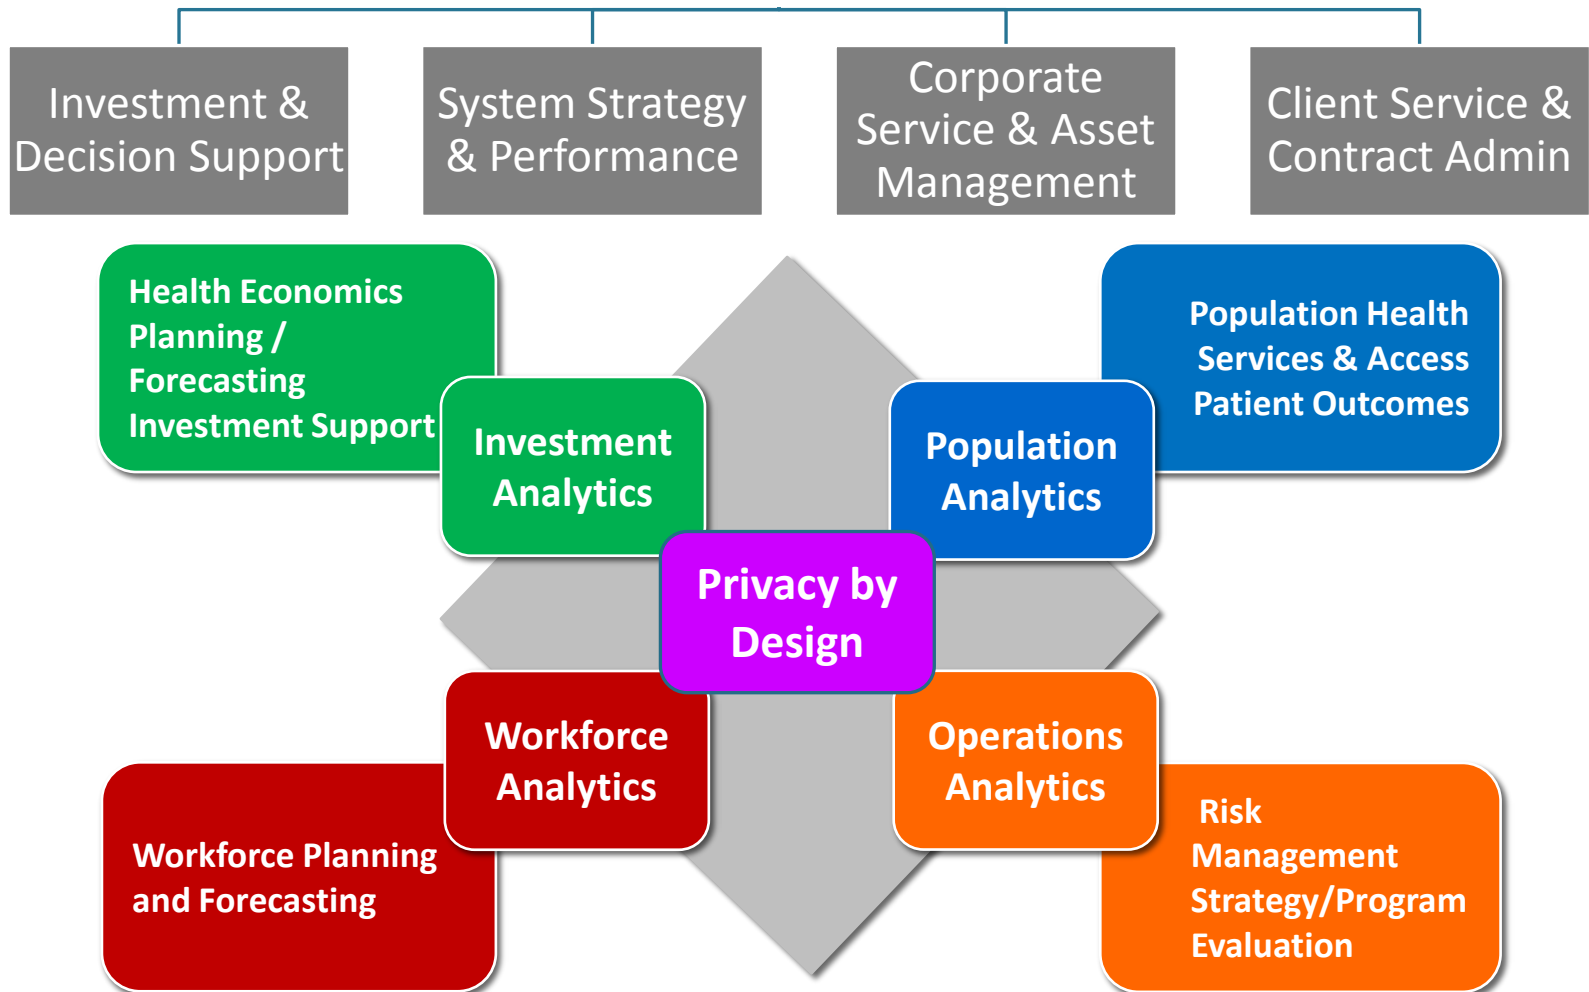 Investment &
Decision Support
System Strategy
& Performance
Corporate
Service & Asset
Management
Client Service &
Contract Admin
Health Economics
Planning /
Forecasting
Investment Support
Investment
Analytics
Population Health
Services & Access
Patient Outcomes
Population
Analytics
Privacy by
Design
Workforce
Analytics
Workforce Planning
and Forecasting
Operations
Analytics
Risk
Management
Strategy/Program
Evaluation